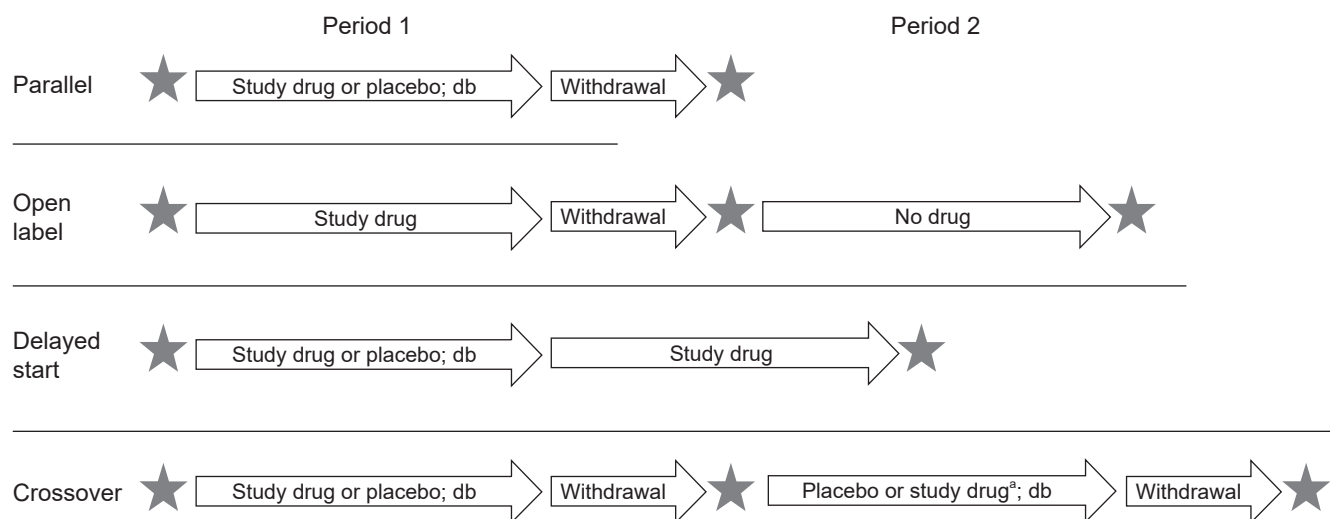 Period 1
Period 2
Parallel
Study drug or placebo; db
Withdrawal
Open
label
Study drug
Withdrawal
No drug
Delayed
start
Study drug or placebo; db
Study drug
Crossover
Study drug or placebo; db
Withdrawal
Placebo or study drugᵃ; db
Withdrawal